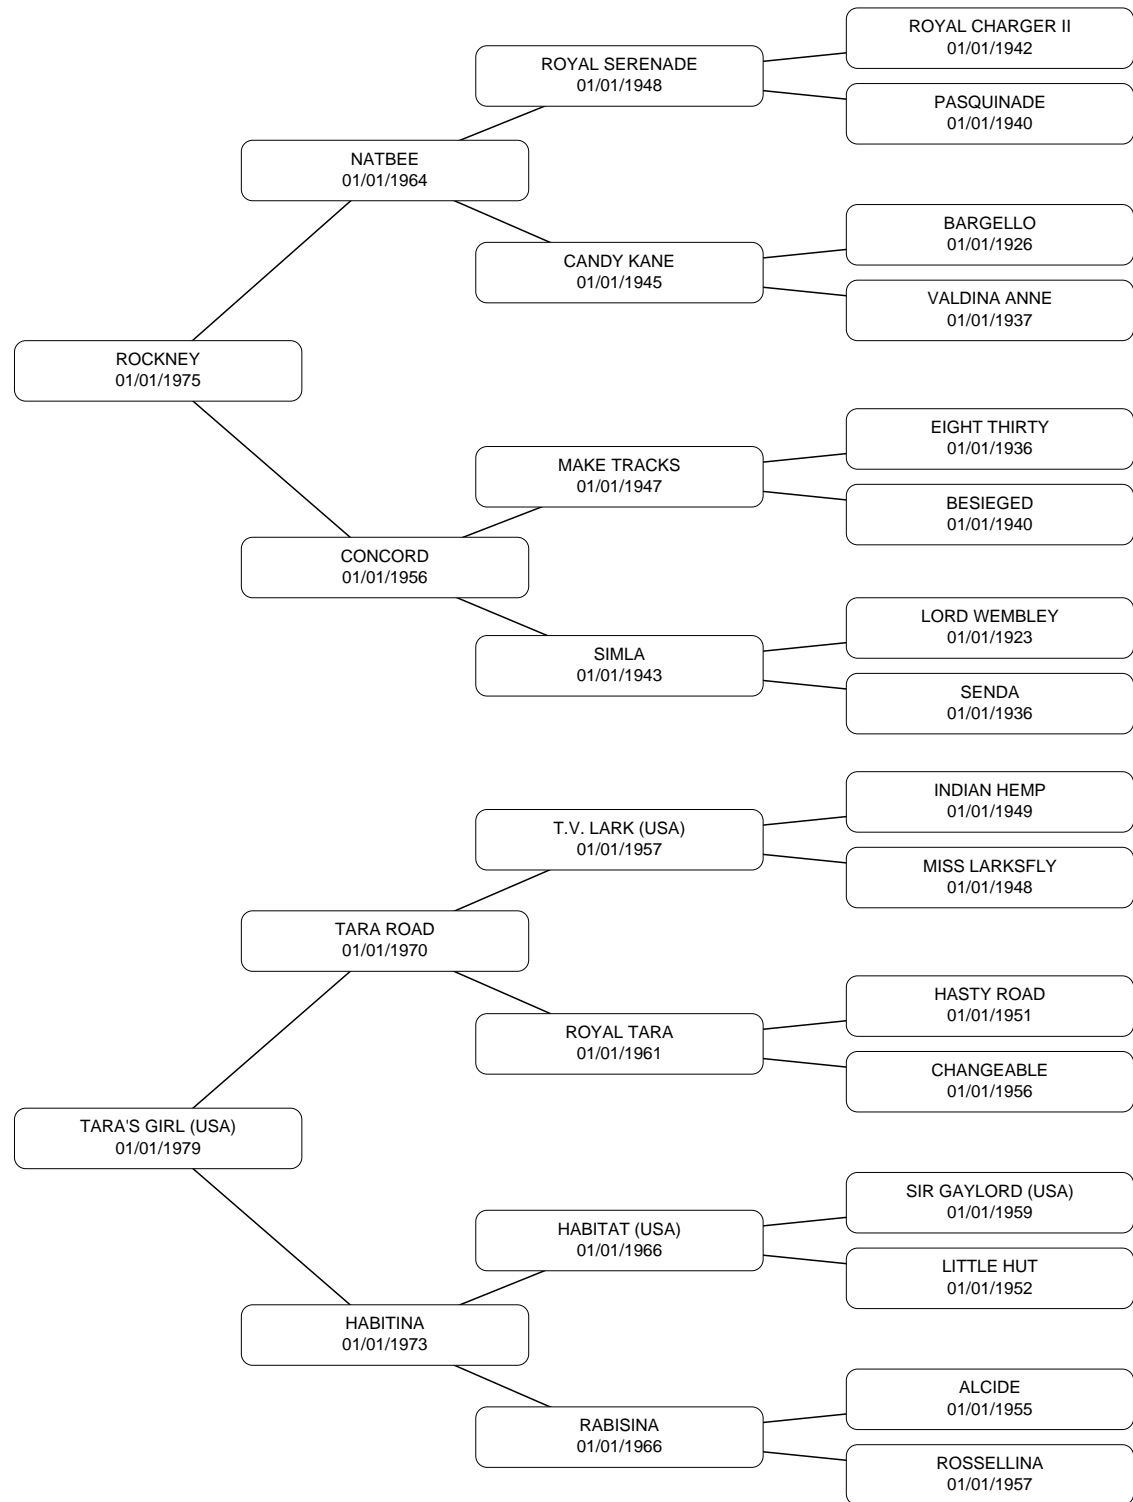 ROYAL CHARGER II
01/01/1942
ROYAL SERENADE
01/01/1948
PASQUINADE
01/01/1940
NATBEE
01/01/1964
BARGELLO
01/01/1926
CANDY KANE
01/01/1945
VALDINA ANNE
01/01/1937
ROCKNEY
01/01/1975
EIGHT THIRTY
01/01/1936
MAKE TRACKS
01/01/1947
BESIEGED
01/01/1940
CONCORD
01/01/1956
LORD WEMBLEY
01/01/1923
SIMLA
01/01/1943
SENDA
01/01/1936
INDIAN HEMP
01/01/1949
T.V. LARK (USA)
01/01/1957
MISS LARKSFLY
01/01/1948
TARA ROAD
01/01/1970
HASTY ROAD
01/01/1951
ROYAL TARA
01/01/1961
CHANGEABLE
01/01/1956
TARA'S GIRL (USA)
01/01/1979
SIR GAYLORD (USA)
01/01/1959
HABITAT (USA)
01/01/1966
LITTLE HUT
01/01/1952
HABITINA
01/01/1973
ALCIDE
01/01/1955
RABISINA
01/01/1966
ROSSELLINA
01/01/1957